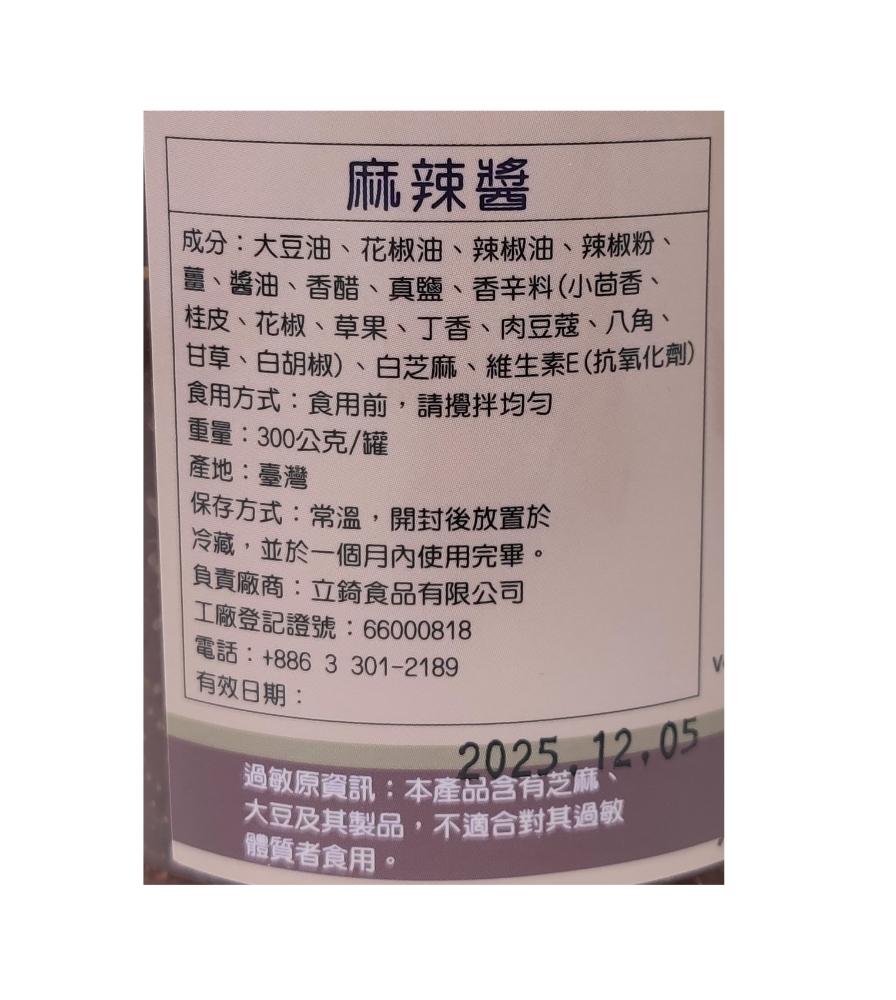 麻辣醬
成分：大豆油、花椒油、辣椒油、辣椒粉、
薑、醬油、香醋、真鹽、香辛料(小茴香、
桂皮、花椒、草果、丁香、肉豆蔻、八角、
甘草、白胡椒)、白芝麻、維生素E(抗氧化劑)
食用方式：食用前，請攪拌均勻
重量：300公克/罐
產地：臺灣
保存方式：常溫，開封後放置於
冷藏，並於一個月內使用完畢。
負責廠商：立錡食品有限公司
工廠登記證號：66000818
電話：+886 3 301-2189
有效日期：
2025.12.05
過敏原資訊：本產品含有芝麻、
大豆及其製品，不適合對其過敏
體質者食用。